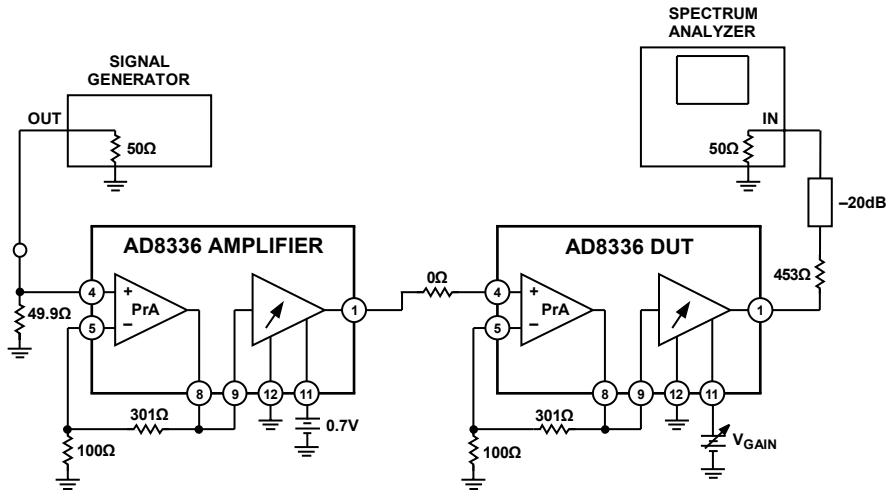 SPECTRUM
ANALYZER
SIGNAL
GENERATOR
OUT
50Ω
IN
50Ω
–20dB
AD8336 AMPLIFIER
AD8336 DUT
453Ω
0Ω
4
+
PrA
1
4
+
PrA
1
49.9Ω
5
–
5
–
8
9
12
11
8
9
12
11
301Ω
0.7V
301Ω
100Ω
100Ω
VGAIN